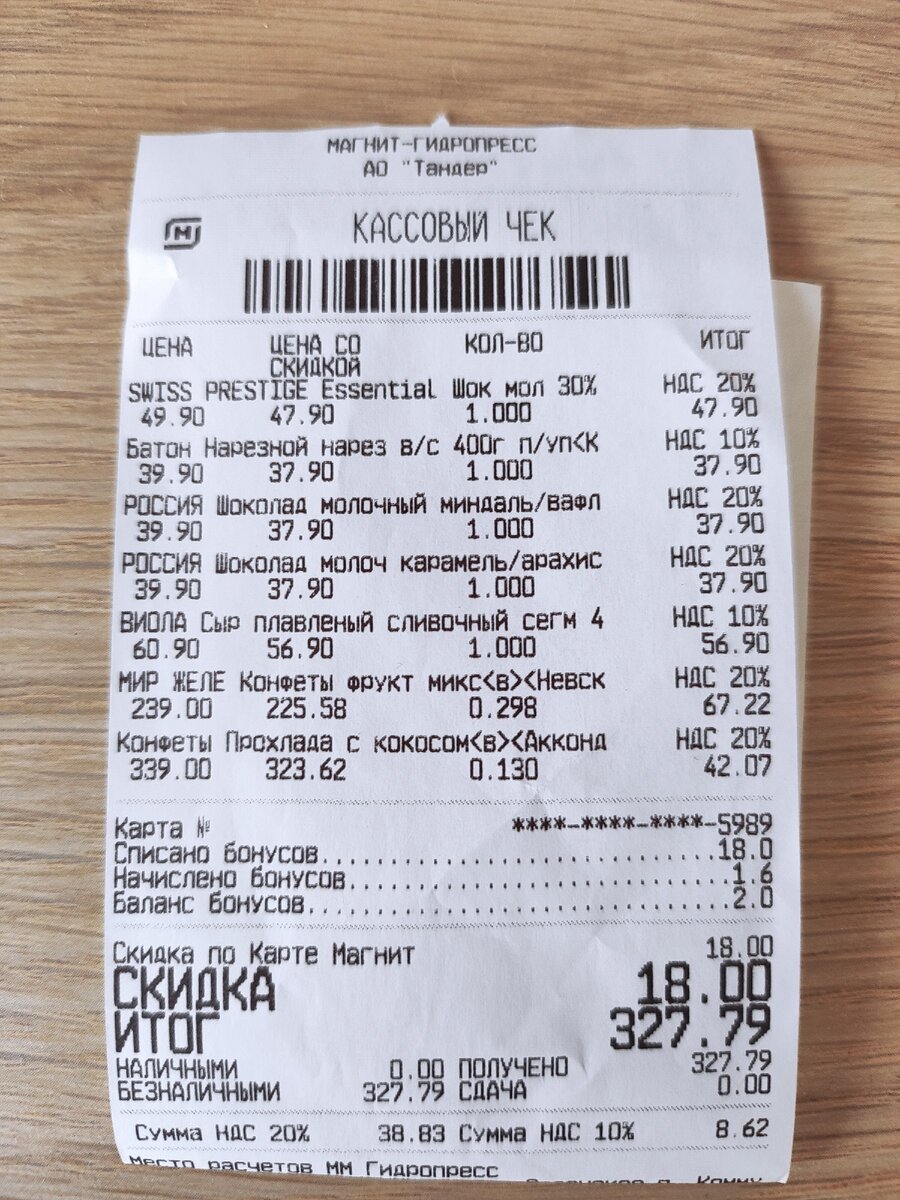 МАГНИТ-ГИДРОПРЕСС
АО "Тандер"
М
КАССОВЫЙ ЧЕК
ЦЕНА ЦЕНА СО СКИДКОЙ КОЛ-ВО ИТОГ
SWISS PRESTIGE Essential Шок мол 30% НДС 20%
49.90 47.90 1.000 47.90
Батон Нарезной нарез в/с 400г п/уп<К НДС 10%
39.90 37.90 1.000 37.90
РОССИЯ Шоколад молочный миндаль/вафл НДС 20%
39.90 37.90 1.000 37.90
РОССИЯ Шоколад молоч карамель/арахис НДС 20%
39.90 37.90 1.000 37.90
ВИОЛА Сыр плавленый сливочный сегм 4 НДС 10%
60.90 56.90 1.000 56.90
МИР ЖЕЛЕ Конфеты фрукт микс<в><Невск НДС 20%
239.00 225.58 0.298 67.22
Конфеты Прохлада с кокосом<в><Акконд НДС 20%
339.00 323.62 0.130 42.07
Карта № ****-****-****-5989
Списано бонусов..............................18.0
Начислено бонусов.............................1.6
Баланс бонусов................................2.0
Скидка по Карте Магнит 18.00
СКИДКА 18.00
ИТОГ 327.79
НАЛИЧНЫМИ 0.00 ПОЛУЧЕНО 327.79
БЕЗНАЛИЧНЫМИ 327.79 СДАЧА 0.00
Сумма НДС 20% 38.83 Сумма НДС 10% 8.62
Место расчетов ММ Гидропресс